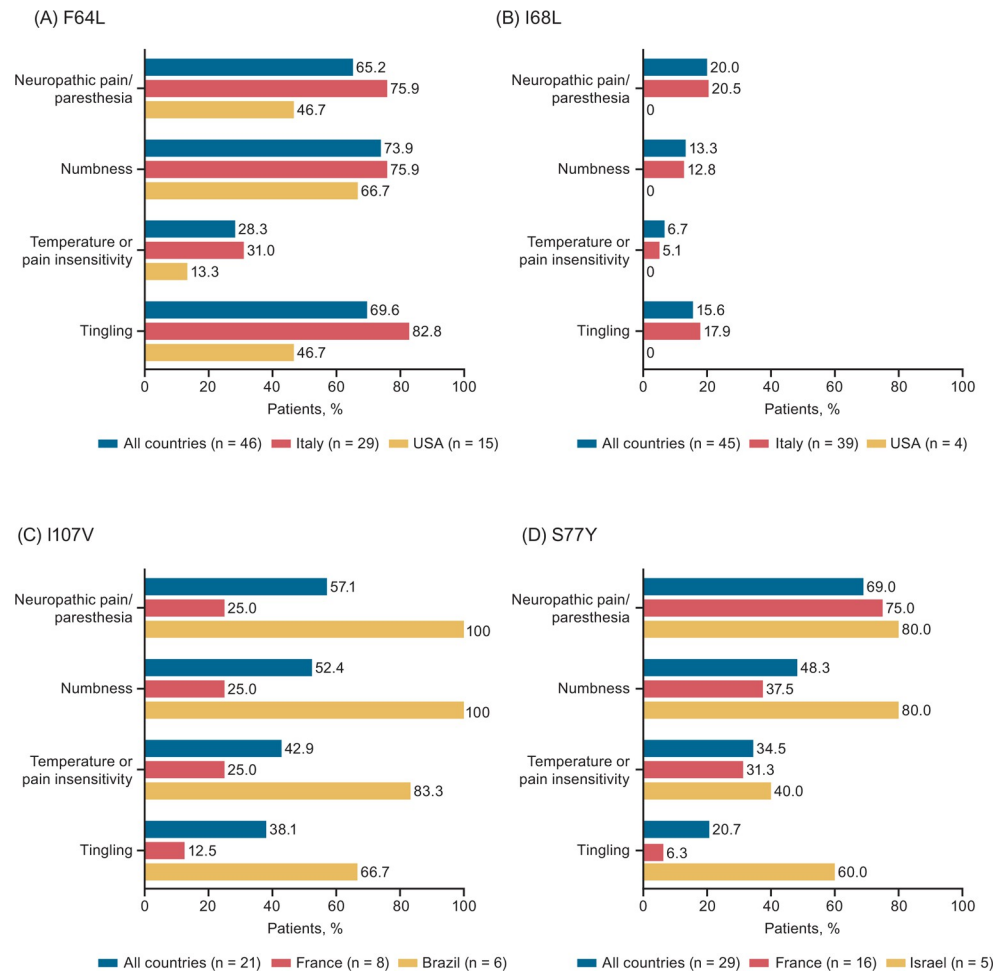 (A) F64L
Neuropathic pain/
paresthesia
65.2
75.9
46.7
Numbness
73.9
75.9
66.7
Temperature or
pain insensitivity
28.3
31.0
13.3
Tingling
69.6
82.8
46.7
0 20 40 60 80 100
Patients, %
All countries (n = 46) Italy (n = 29) USA (n = 15)
(B) I68L
Neuropathic pain/
paresthesia
20.0
20.5
0
Numbness
13.3
12.8
0
Temperature or
pain insensitivity
6.7
5.1
0
Tingling
15.6
17.9
0
0 20 40 60 80 100
Patients, %
All countries (n = 45) Italy (n = 39) USA (n = 4)
(C) I107V
Neuropathic pain/
paresthesia
57.1
25.0
100
Numbness
52.4
25.0
100
Temperature or
pain insensitivity
42.9
25.0
83.3
Tingling
38.1
12.5
66.7
0 20 40 60 80 100
Patients, %
All countries (n = 21) France (n = 8) Brazil (n = 6)
(D) S77Y
Neuropathic pain/
paresthesia
69.0
75.0
80.0
Numbness
48.3
37.5
80.0
Temperature or
pain insensitivity
34.5
31.3
40.0
Tingling
20.7
6.3
60.0
0 20 40 60 80 100
Patients, %
All countries (n = 29) France (n = 16) Israel (n = 5)